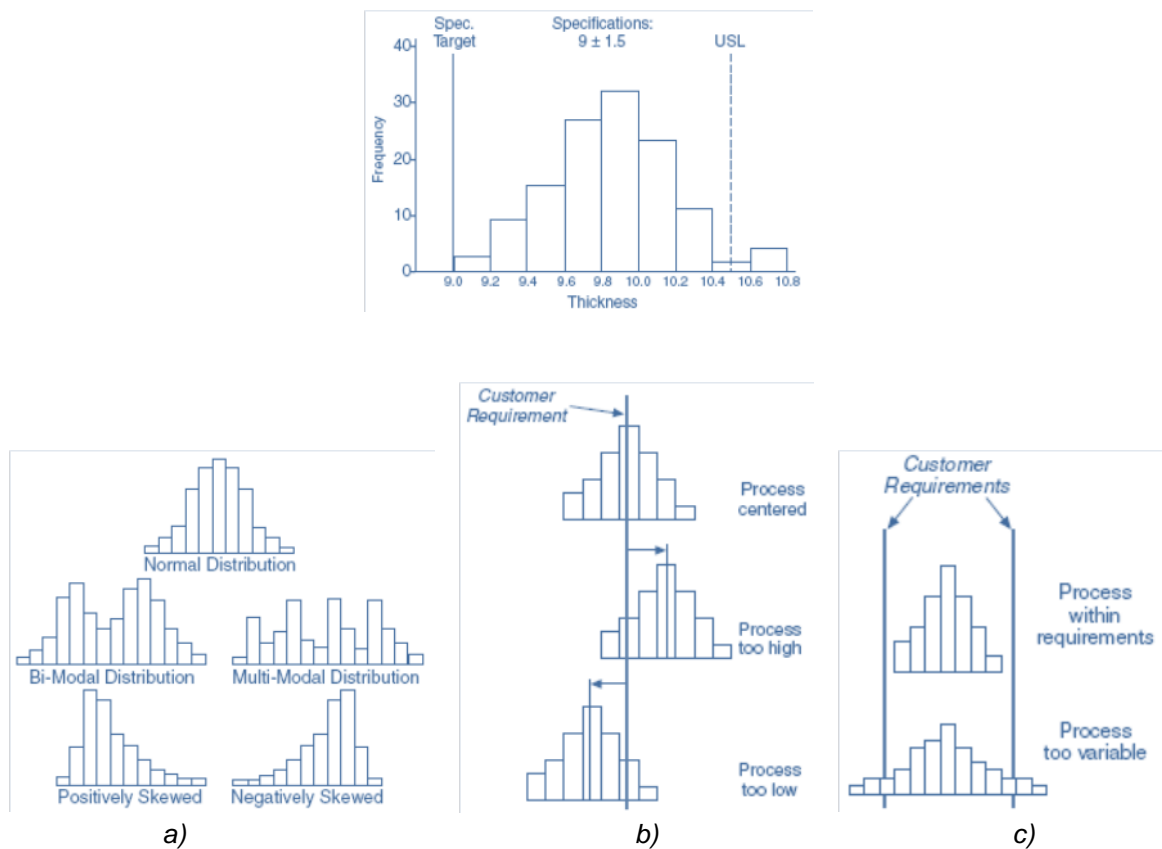 Spec.
Target
Specifications:
9 ± 1.5
USL
40
30
20
10
0
Frequency
9.0 9.2 9.4 9.6 9.8 10.0 10.2 10.4 10.6 10.8
Thickness
Normal Distribution
Bi-Modal Distribution
Multi-Modal Distribution
Positively Skewed
Negatively Skewed
a)
Customer
Requirement
Process
centered
Process
too high
Process
too low
b)
Customer
Requirements
Process
within
requirements
Process
too variable
c)